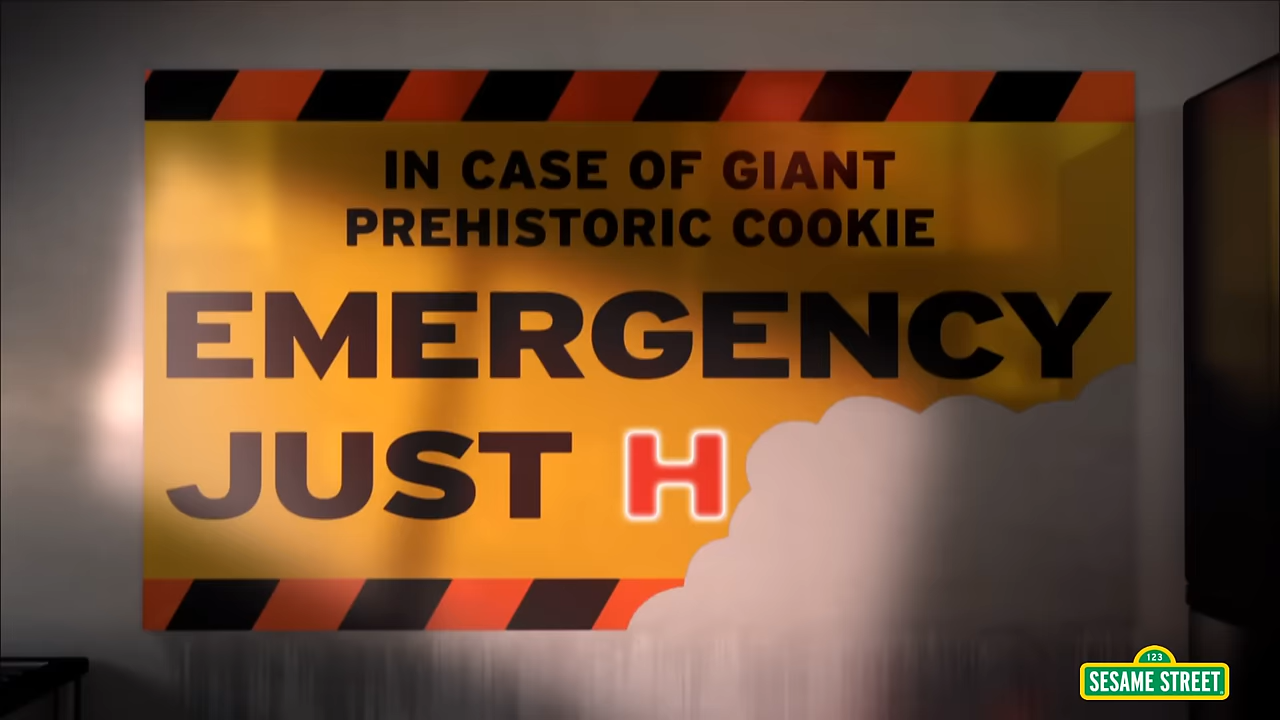 IN CASE OF GIANT
PREHISTORIC COOKIE
EMERGENCY
JUST H
123
SESAME STREET